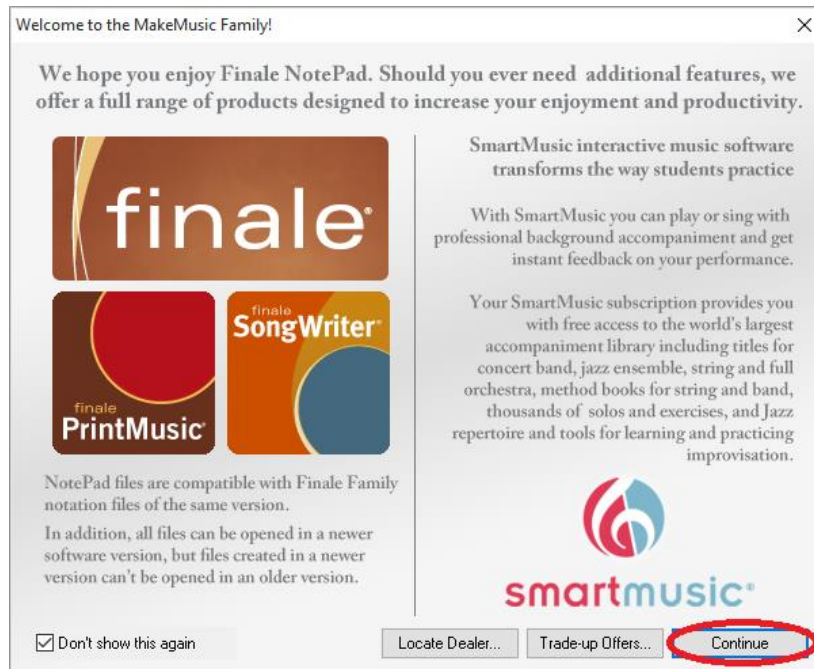 Welcome to the MakeMusic Family!
We hope you enjoy Finale NotePad. Should you ever need additional features, we
offer a full range of products designed to increase your enjoyment and productivity.
finale®
finale
PrintMusic®
finale
SongWriter®
NotePad files are compatible with Finale Family
notation files of the same version.
In addition, all files can be opened in a newer
software version, but files created in a newer
version can't be opened in an older version.
SmartMusic interactive music software
transforms the way students practice
With SmartMusic you can play or sing with
professional background accompaniment and get
instant feedback on your performance.
Your SmartMusic subscription provides you
with free access to the world's largest
accompaniment library including titles for
concert band, jazz ensemble, string and full
orchestra, method books for string and band,
thousands of solos and exercises, and Jazz
repertoire and tools for learning and practicing
improvisation.
smartmusic®
Don't show this again
Locate Dealer...
Trade-up Offers...
Continue